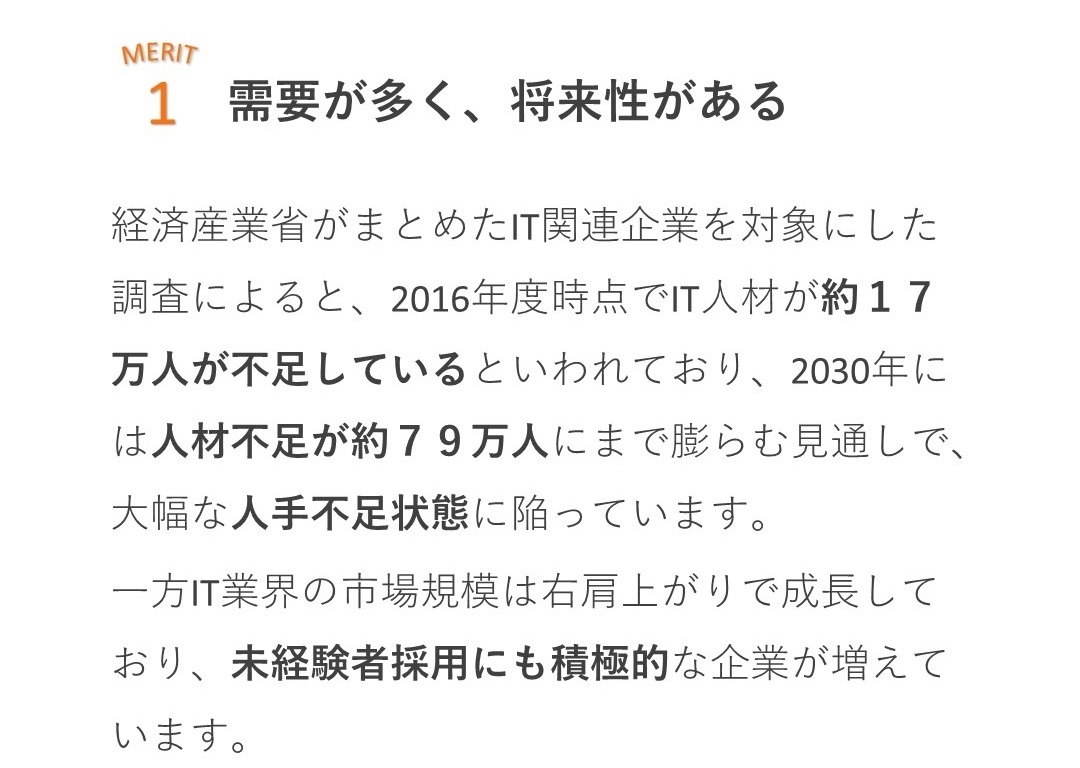 MERIT
1 需要が多く、将来性がある
経済産業省がまとめたIT関連企業を対象にした
調査によると、2016年度時点でIT人材が約１７
万人が不足しているといわれており、2030年に
は人材不足が約７９万人にまで膨らむ見通しで、
大幅な人手不足状態に陥っています。
一方IT業界の市場規模は右肩上がりで成長して
おり、未経験者採用にも積極的な企業が増えて
います。